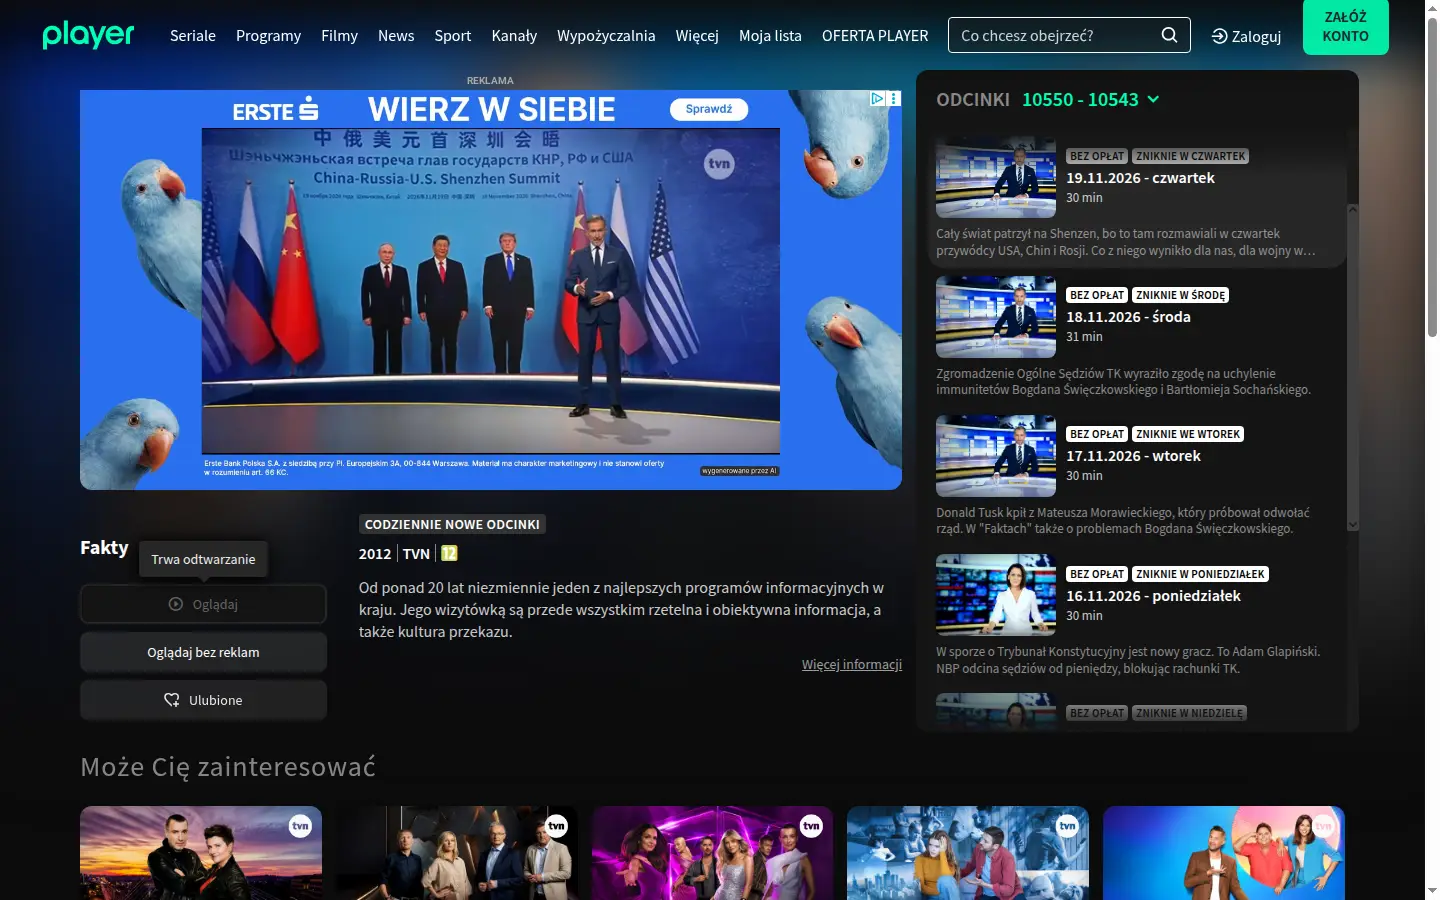 player
Seriale
Programy
Filmy
News
Sport
Kanały
Wypożyczalnia
Więcej
Moja lista
OFERTA PLAYER
Co chcesz obejrzeć?
Zaloguj
ZAŁÓŻ
KONTO
REKLAMA
ERSTE
WIERZ W SIEBIE
Sprawdź
中 俄 美 元 首 深 圳 会 晤
Шэньчжэньская встреча глав государств КНР, РФ и США
China-Russia-U.S. Shenzhen Summit
tvn
Erste Bank Polska S.A. z siedzibą przy Pl. Europejskim 3A, 00-844 Warszawa. Materiał ma charakter marketingowy i nie stanowi oferty
w rozumieniu art. 66 KC.
wygenerowane przez AI
ODCINKI 10550 - 10543
BEZ OPŁAT ZNIKNIE W CZWARTEK
19.11.2026 - czwartek
30 min
Cały świat patrzył na Shenzen, bo to tam rozmawiali w czwartek
przywódcy USA, Chin i Rosji. Co z niego wynikło dla nas, dla wojny w…
BEZ OPŁAT ZNIKNIE W ŚRODĘ
18.11.2026 - środa
31 min
Zgromadzenie Ogólne Sędziów TK wyraziło zgodę na uchylenie
immunitetów Bogdana Święczkowskiego i Bartłomieja Sochańskiego.
BEZ OPŁAT ZNIKNIE WE WTOREK
17.11.2026 - wtorek
30 min
Donald Tusk kpił z Mateusza Morawieckiego, który próbował odwołać
rząd. W "Faktach" także o problemach Bogdana Święczkowskiego.
BEZ OPŁAT ZNIKNIE W PONIEDZIAŁEK
16.11.2026 - poniedziałek
30 min
W sporze o Trybunał Konstytucyjny jest nowy gracz. To Adam Glapiński.
NBP odcina sędziów od pieniędzy, blokując rachunki TK.
BEZ OPŁAT ZNIKNIE W NIEDZIELĘ
Fakty
Trwa odtwarzanie
Oglądaj
Oglądaj bez reklam
Ulubione
CODZIENNIE NOWE ODCINKI
2012 TVN 12
Od ponad 20 lat niezmiennie jeden z najlepszych programów informacyjnych w
kraju. Jego wizytówką są przede wszystkim rzetelna i obiektywna informacja, a
także kultura przekazu.
Więcej informacji
Może Cię zainteresować
tvn
tvn
tvn
tvn
tvn